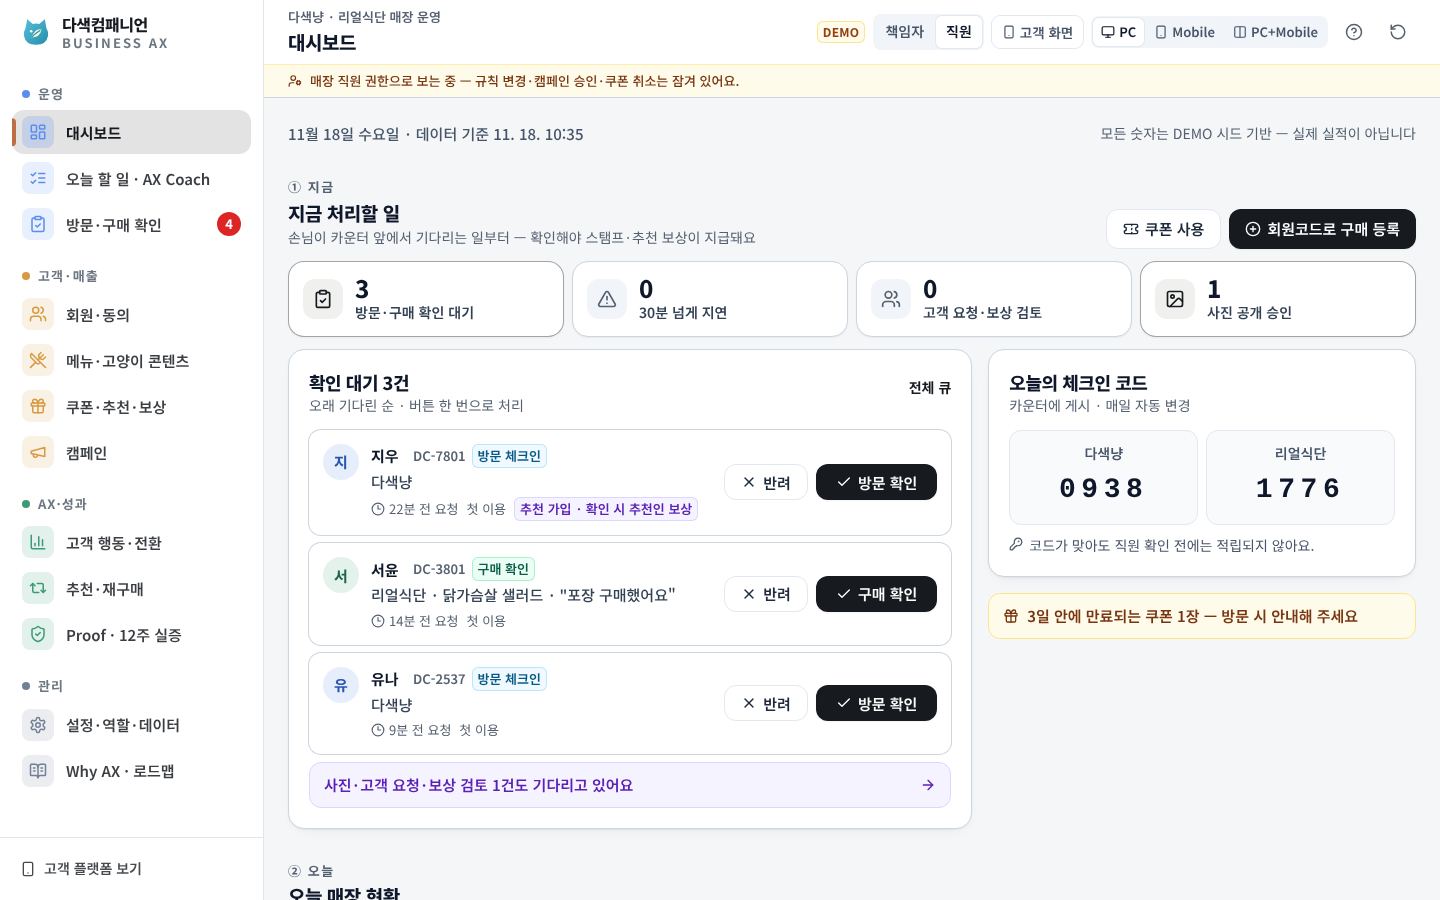 다색컴패니언
BUSINESS AX
운영
대시보드
오늘 할 일 · AX Coach
방문·구매 확인
4
고객·매출
회원·동의
메뉴·고양이 콘텐츠
쿠폰·추천·보상
캠페인
AX·성과
고객 행동·전환
추천·재구매
Proof · 12주 실증
관리
설정·역할·데이터
Why AX · 로드맵
고객 플랫폼 보기
다색냥 · 리얼식단 매장 운영
대시보드
DEMO
책임자
직원
고객 화면
PC
Mobile
PC+Mobile
매장 직원 권한으로 보는 중 — 규칙 변경·캠페인 승인·쿠폰 취소는 잠겨 있어요.
11월 18일 수요일 · 데이터 기준 11. 18. 10:35
모든 숫자는 DEMO 시드 기반 — 실제 실적이 아닙니다
① 지금
지금 처리할 일
손님이 카운터 앞에서 기다리는 일부터 — 확인해야 스탬프·추천 보상이 지급돼요
쿠폰 사용
회원코드로 구매 등록
3
방문·구매 확인 대기
0
30분 넘게 지연
0
고객 요청·보상 검토
1
사진 공개 승인
확인 대기 3건
오래 기다린 순 · 버튼 한 번으로 처리
전체 큐
지
지우 DC-7801 방문 체크인
다색냥
22분 전 요청 첫 이용 추천 가입 · 확인 시 추천인 보상
반려
방문 확인
서
서윤 DC-3801 구매 확인
리얼식단 · 닭가슴살 샐러드 · "포장 구매했어요"
14분 전 요청 첫 이용
반려
구매 확인
유
유나 DC-2537 방문 체크인
다색냥
9분 전 요청 첫 이용
반려
방문 확인
사진·고객 요청·보상 검토 1건도 기다리고 있어요
오늘의 체크인 코드
카운터에 게시 · 매일 자동 변경
다색냥
0938
리얼식단
1776
코드가 맞아도 직원 확인 전에는 적립되지 않아요.
3일 안에 만료되는 쿠폰 1장 — 방문 시 안내해 주세요
② 오늘
오늘 매장 현황